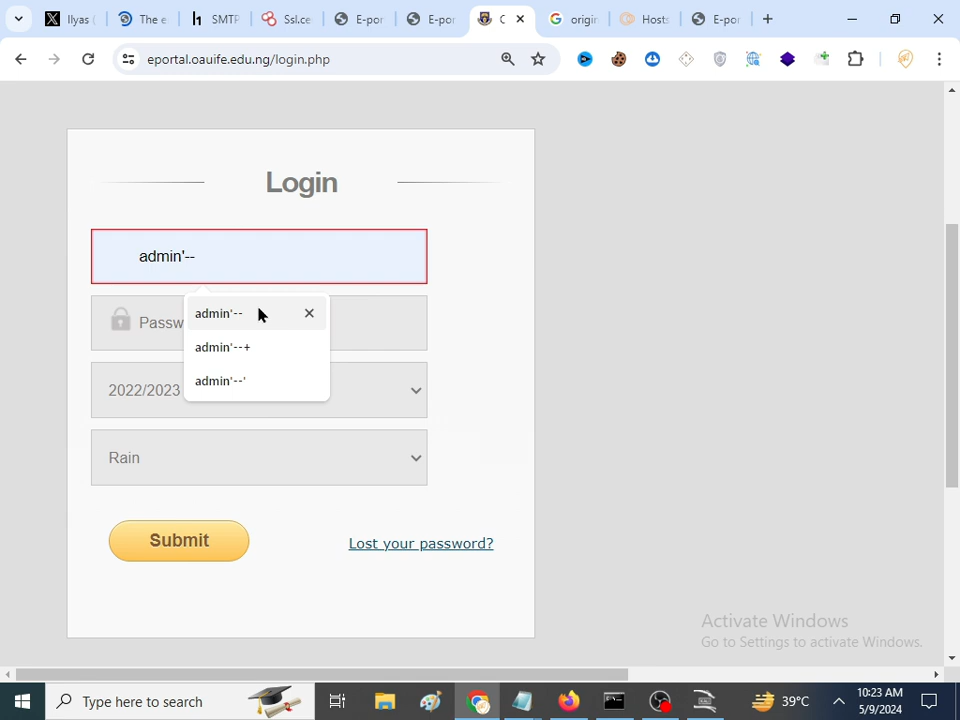 Ilyas (
The e
SMTP
Ssl.ce
E-por
E-por
C
origin
Hosts
E-por
eportal.oauife.edu.ng/login.php
Login
admin'--
Passw
admin'--
admin'--+
admin'--'
2022/2023
Rain
Submit
Lost your password?
Activate Windows
Go to Settings to activate Windows.
Type here to search
39°C
10:23 AM
5/9/2024